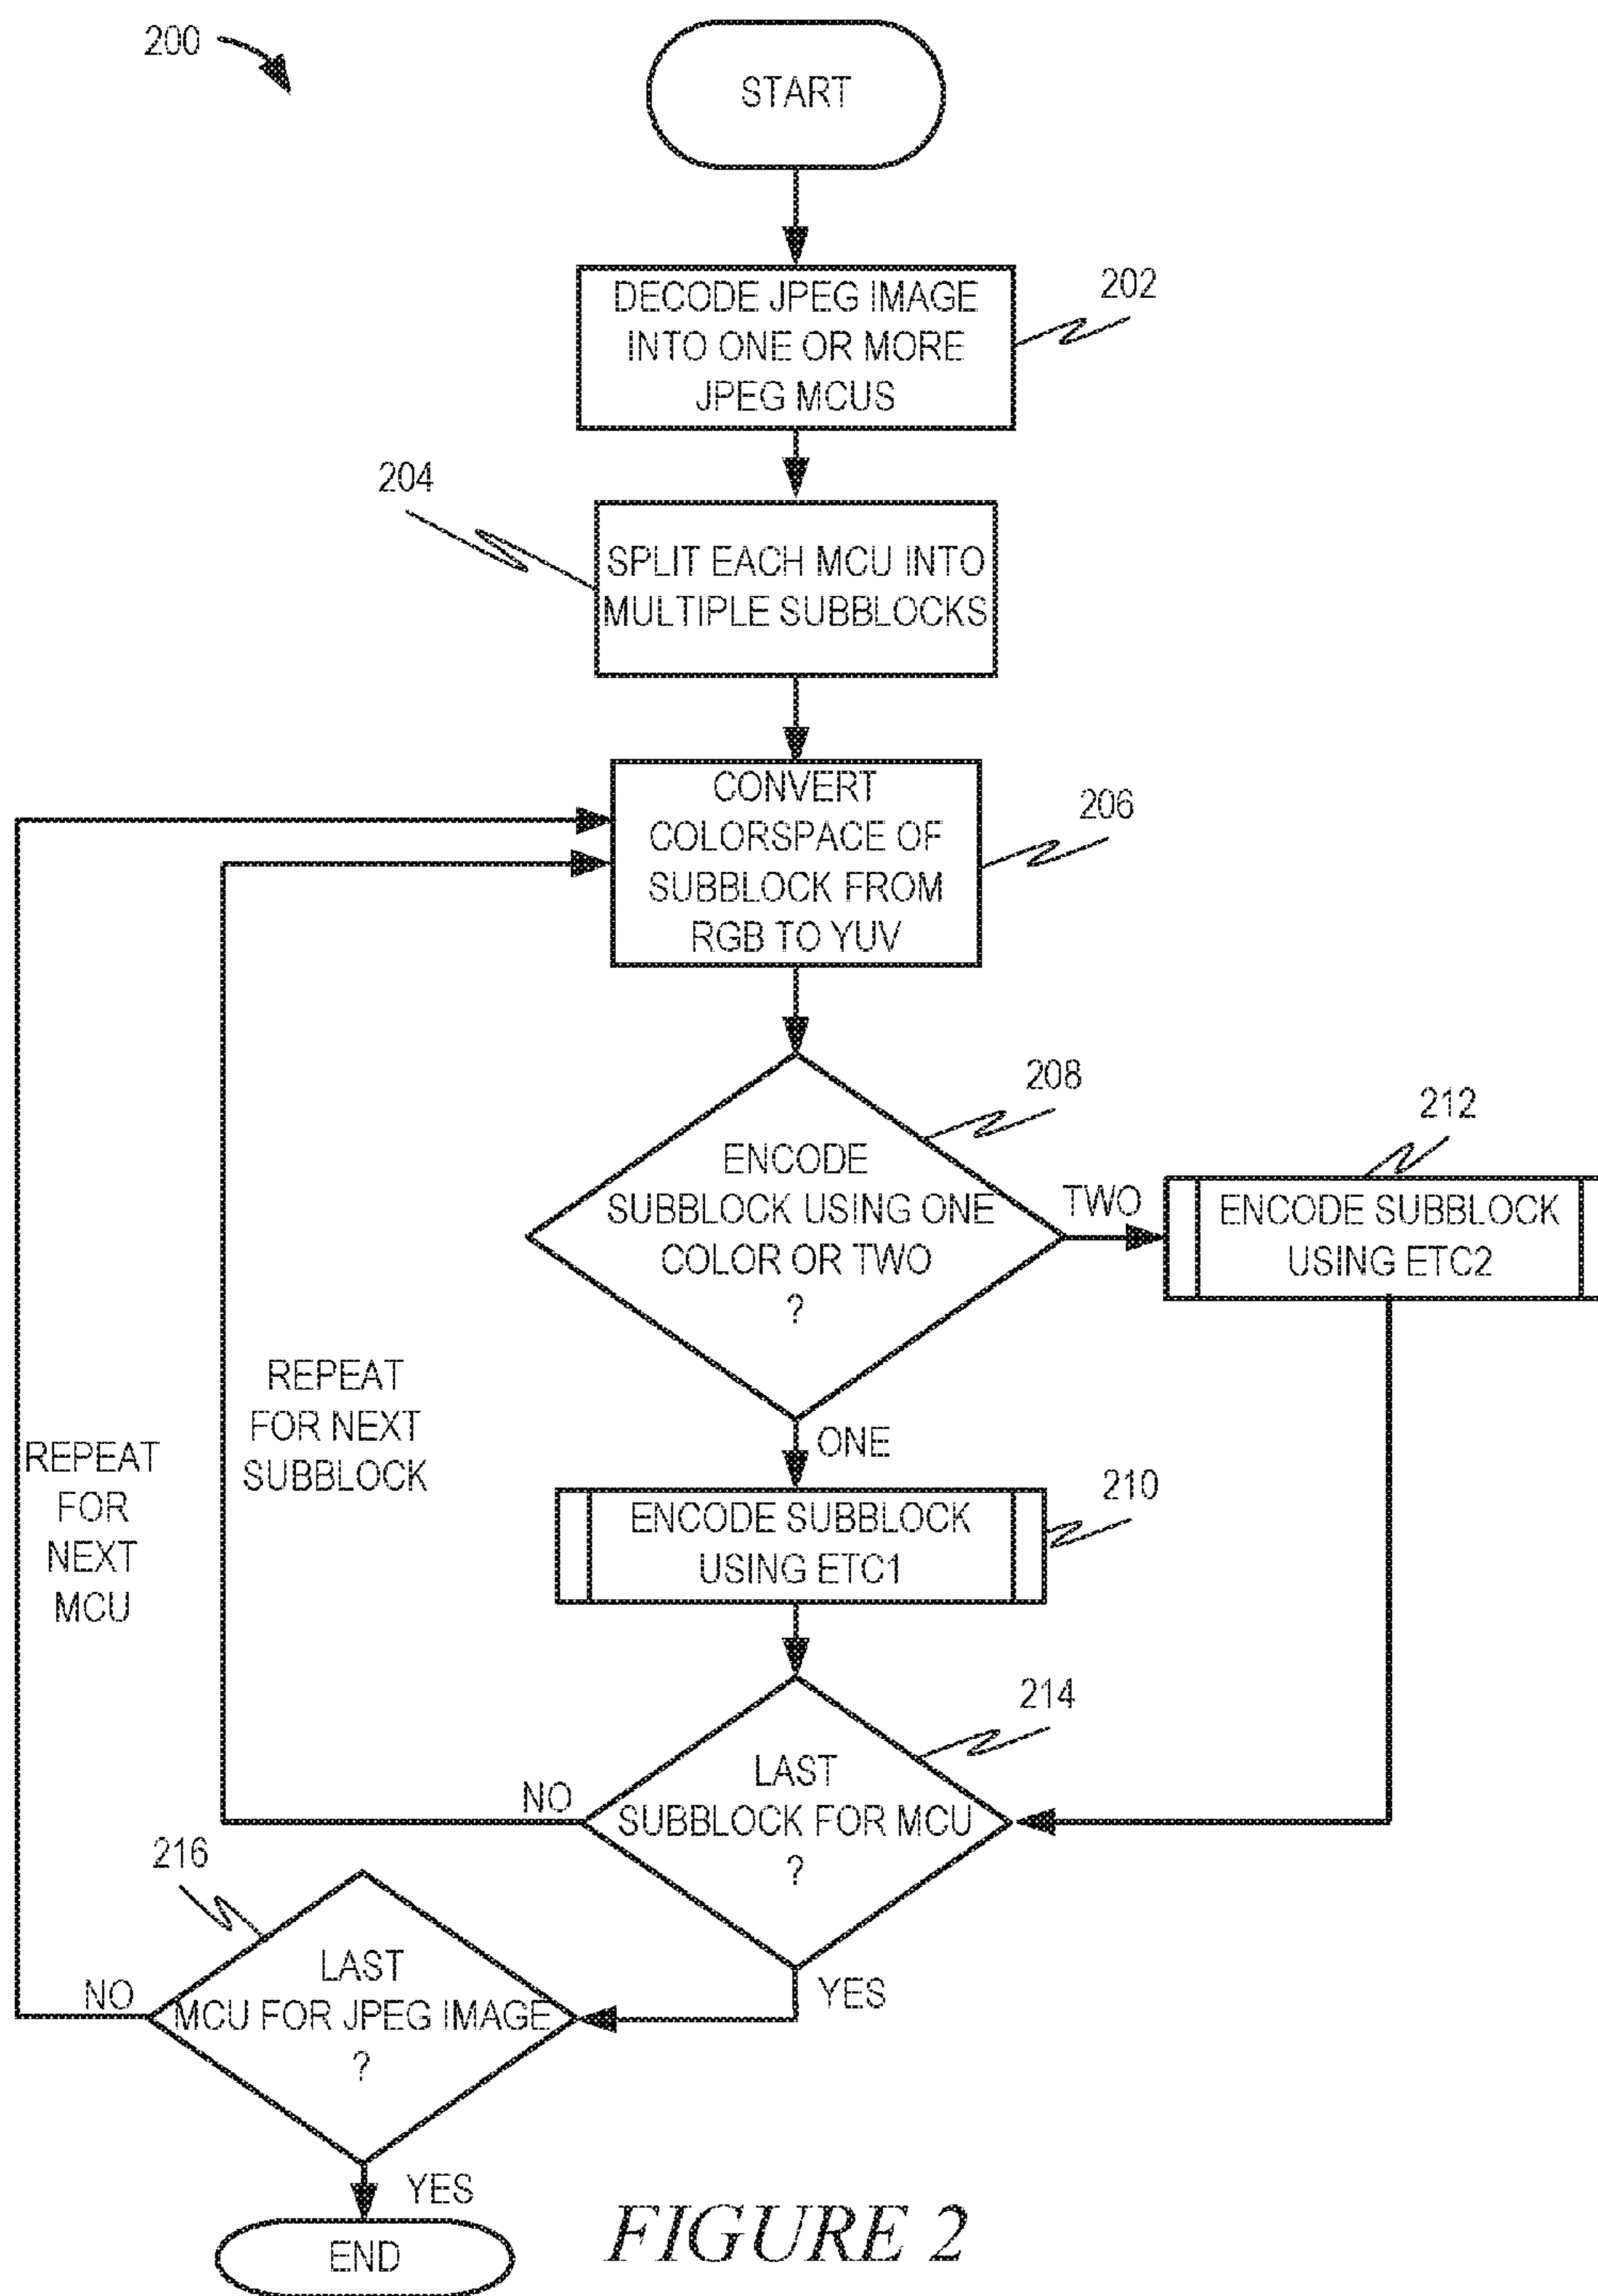 200
START
DECODE JPEG IMAGE
INTO ONE OR MORE
JPEG MCUS
202
204
SPLIT EACH MCU INTO
MULTIPLE SUBBLOCKS
CONVERT
COLORSPACE OF
SUBBLOCK FROM
RGB TO YUV
206
208
ENCODE
SUBBLOCK USING ONE
COLOR OR TWO
?
TWO
212
ENCODE SUBBLOCK
USING ETC2
REPEAT
FOR NEXT
SUBBLOCK
REPEAT
FOR
NEXT
MCU
ONE
210
ENCODE SUBBLOCK
USING ETC1
214
LAST
SUBBLOCK FOR MCU
?
NO
YES
216
LAST
MCU FOR JPEG IMAGE
?
NO
YES
END
FIGURE 2